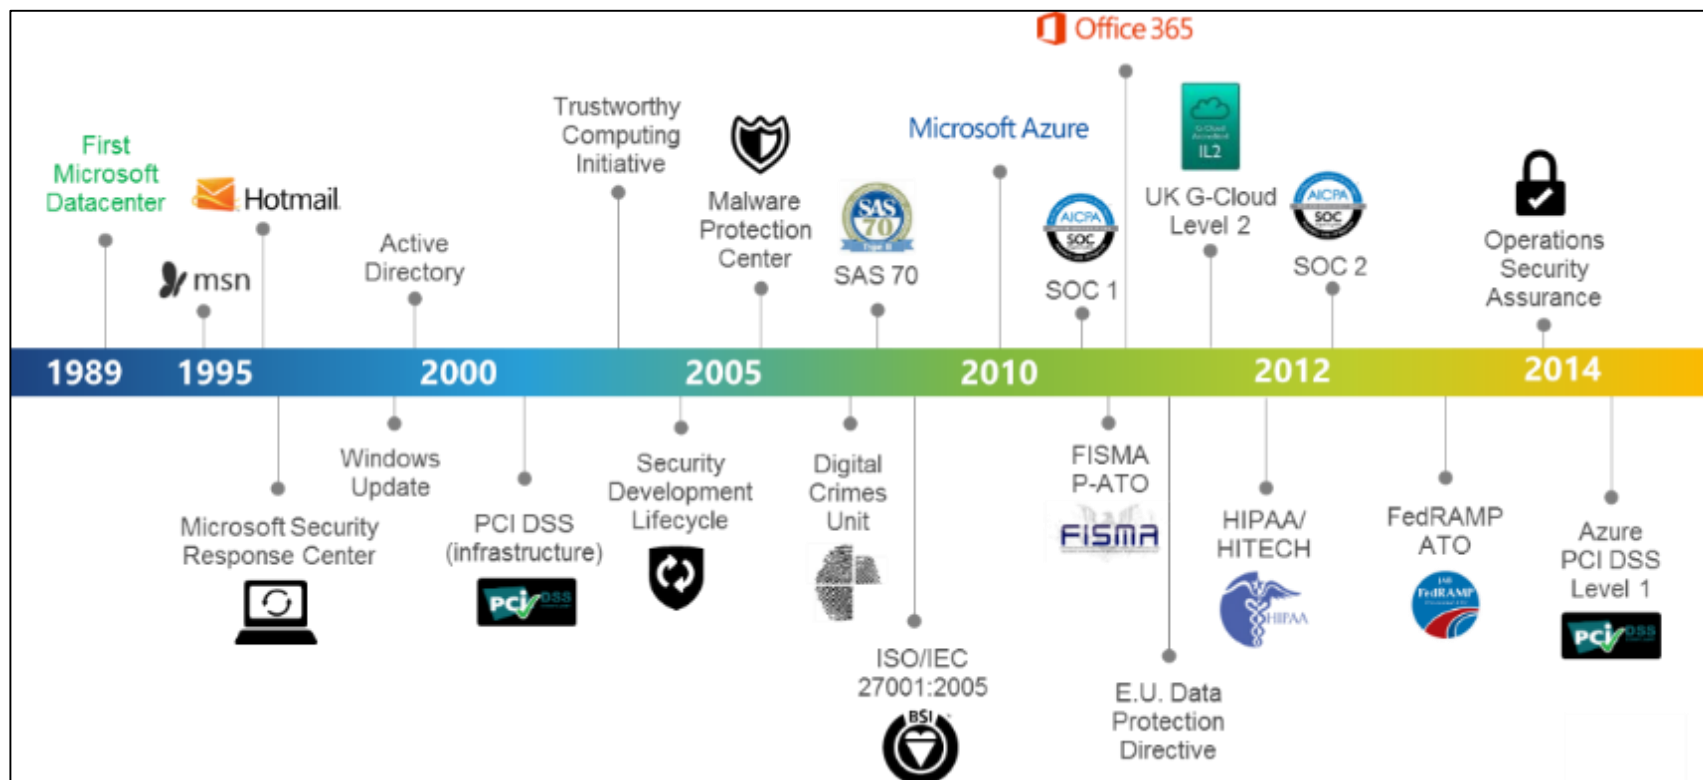 Office 365
First
Microsoft
Datacenter
msn
Hotmail
Active
Directory
Trustworthy
Computing
Initiative
Malware
Protection
Center
SAS
70
SAS 70
Microsoft Azure
AICPA
SOC
SOC 1
G-Cloud
Accredited
IL2
UK G-Cloud
Level 2
AICPA
SOC
SOC 2
Operations
Security
Assurance
1989
1995
2000
2005
2010
2012
2014
Microsoft Security
Response Center
Windows
Update
PCI DSS
(infrastructure)
PCi DSS
Security
Development
Lifecycle
Digital
Crimes
Unit
ISO/IEC
27001:2005
BSI
FISMA
P-ATO
FISMA
E.U. Data
Protection
Directive
HIPAA/
HITECH
HIPAA
FedRAMP
ATO
JAB
FedRAMP
Azure
PCI DSS
Level 1
PCi DSS